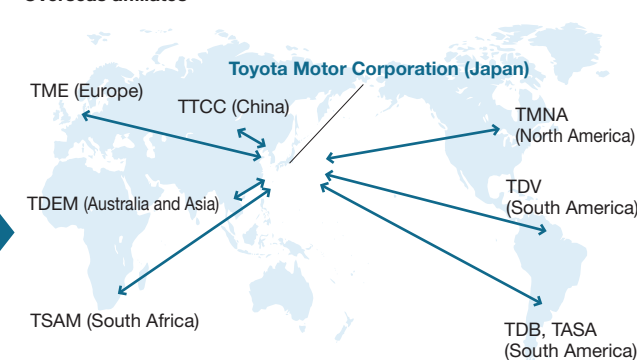 overseas affiliates
Toyota Motor Corporation (Japan)
TME (Europe)
TTCC (China)
TMNA
(North America)
TDEM (Australia and Asia)
TDV
(South America)
TSAM (South Africa)
TDB, TASA
(South America)